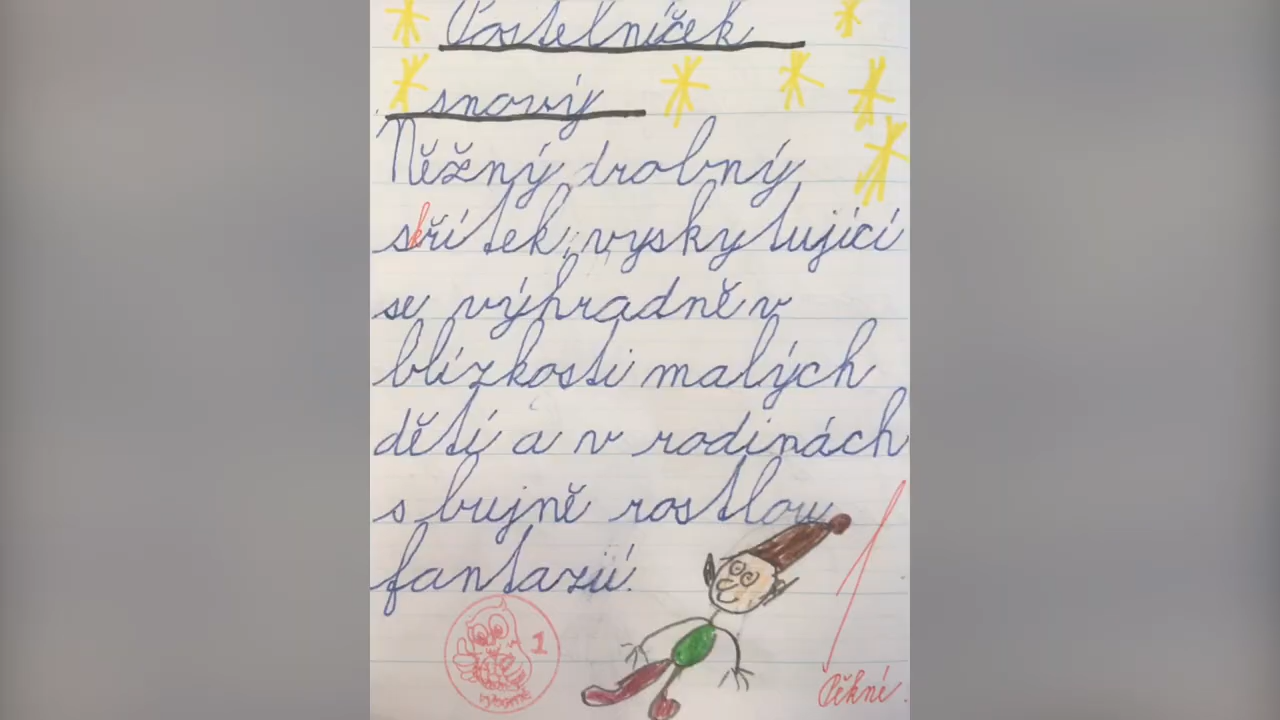 Postelníček
snový
Něžný drobný
skřítek, vyskytující
se výhradně v
blízkosti malých
dětí a v rodinách
s bujně rostlou
fantazií.
1
Pěkné.